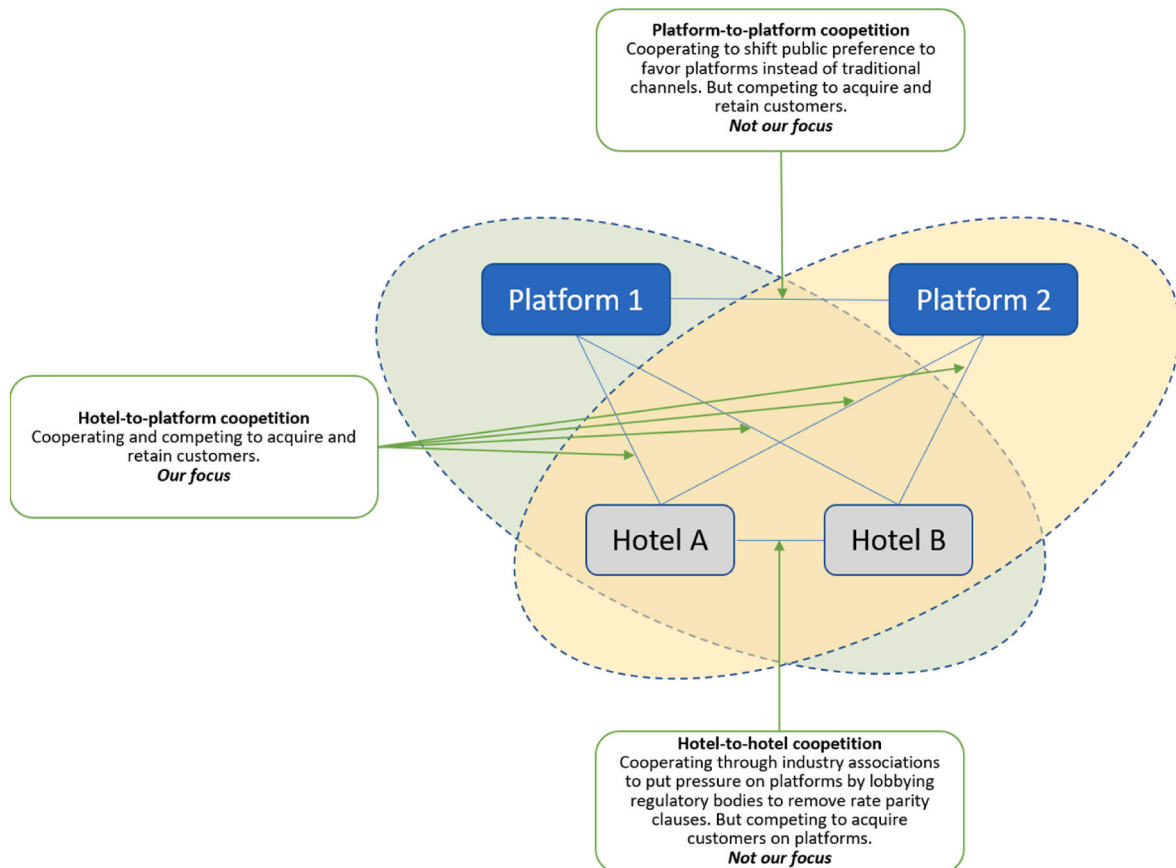 Platform-to-platform coopetition
Cooperating to shift public preference to
favor platforms instead of traditional
channels. But competing to acquire and
retain customers.
Not our focus
Platform 1
Platform 2
Hotel-to-platform coopetition
Cooperating and competing to acquire and
retain customers.
Our focus
Hotel A
Hotel B
Hotel-to-hotel coopetition
Cooperating through industry associations
to put pressure on platforms by lobbying
regulatory bodies to remove rate parity
clauses. But competing to acquire
customers on platforms.
Not our focus